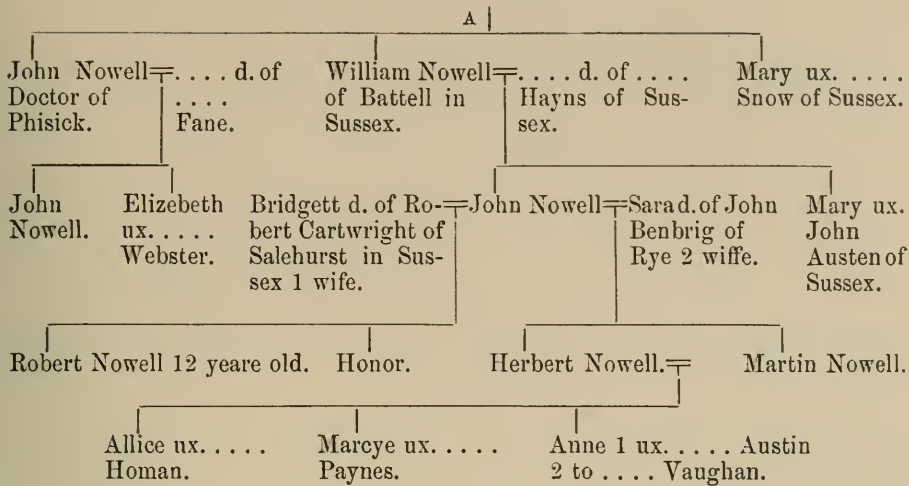 A
John Nowell=. . . . d. of
. . . .
Doctor of
Phisick.
Fane.
William Nowell=. . . . d. of . . . .
of Battell in
Sussex.
Hayns of Sus-
sex.
Mary ux. . . . .
Snow of Sussex.
John
Nowell.
Elizebeth
ux. . . . .
Webster.
Bridgett d. of Ro-
bert Cartwright of
Salehurst in Sus-
sex 1 wife.
=John Nowell=
Sara d. of John
Benbrig of
Rye 2 wiffe.
Mary ux.
John
Austen of
Sussex.
Robert Nowell 12 yeare old.
Honor.
Herbert Nowell.=
Martin Nowell.
Allice ux. . . . .
Homan.
Marcye ux. . . . .
Paynes.
Anne 1 ux. . . . . Austin
2 to . . . . Vaughan.